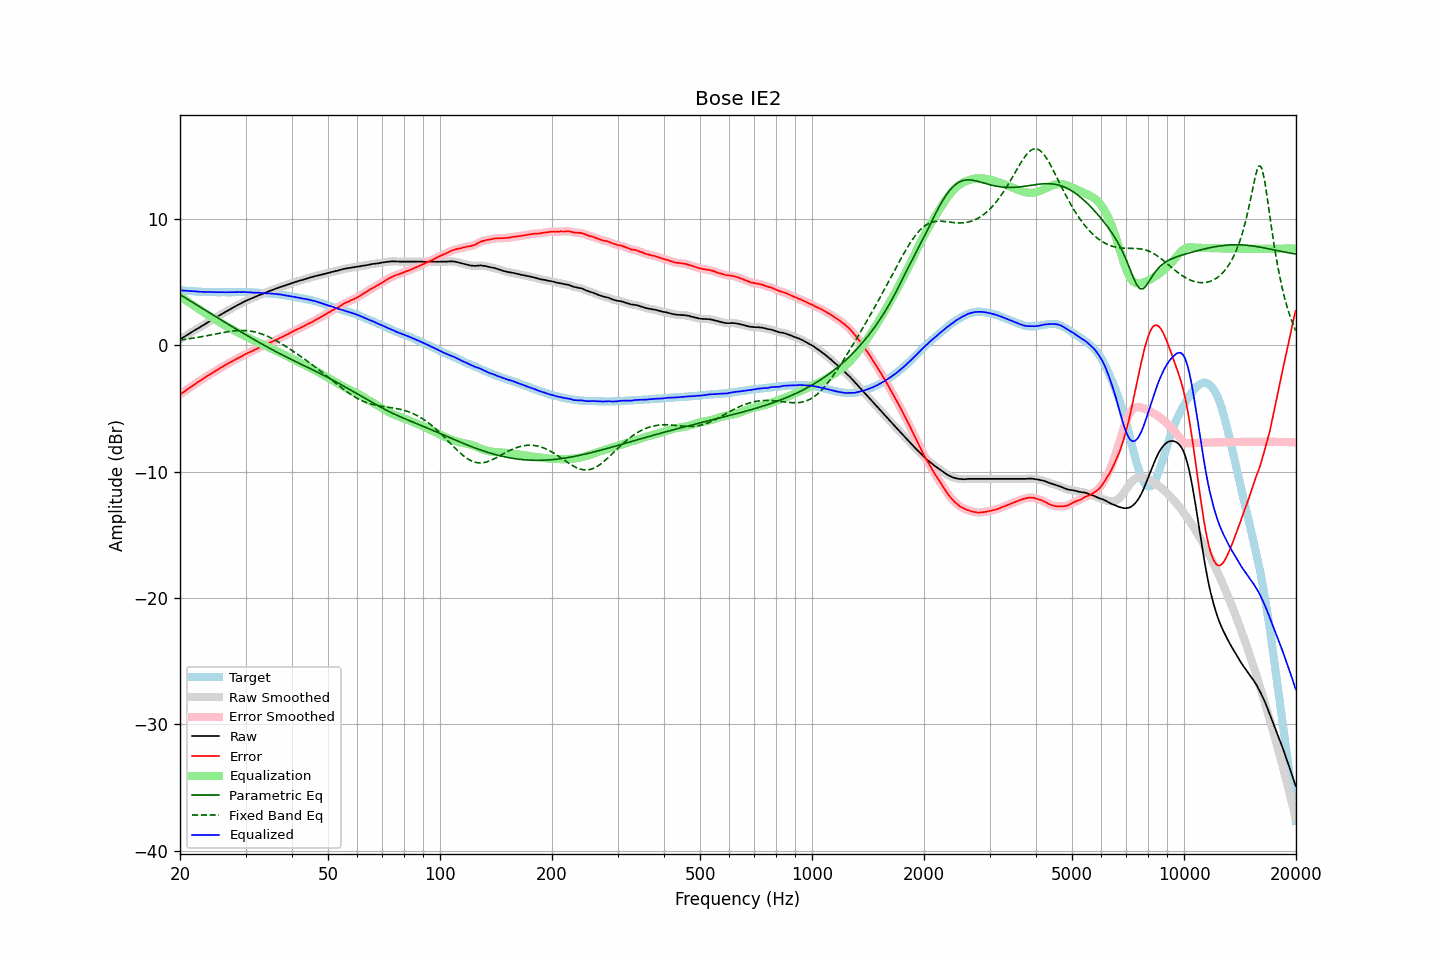 Bose IE2
Amplitude (dBr)
10
0
−10
−20
−30
−40
Target
Raw Smoothed
Error Smoothed
Raw
Error
Equalization
Parametric Eq
Fixed Band Eq
Equalized
20 50 100 200 500 1000 2000 5000 10000 20000
Frequency (Hz)